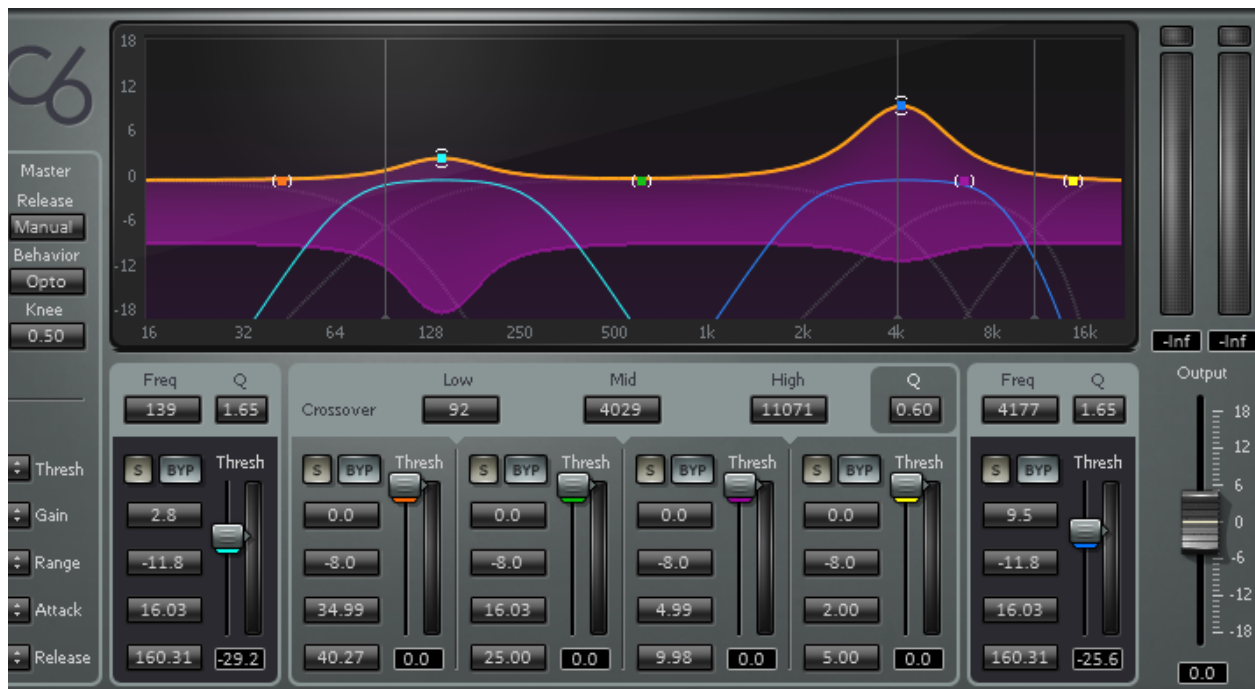 C6
18
12
6
0
-6
-12
-18
16 32 64 128 250 500 1k 2k 4k 8k 16k
-Inf -Inf
Master
Release
Manual
Behavior
Opto
Knee
0.50
Thresh
Gain
Range
Attack
Release
Freq Q
139 1.65
S BYP Thresh
2.8
-11.8
16.03
160.31 -29.2
Low Mid High Q
Crossover 92 4029 11071 0.60
S BYP Thresh S BYP Thresh S BYP Thresh S BYP Thresh
0.0 0.0 0.0 0.0
-8.0 -8.0 -8.0 -8.0
34.99 16.03 4.99 2.00
40.27 0.0 25.00 0.0 9.98 0.0 5.00 0.0
Freq Q
4177 1.65
S BYP Thresh
9.5
-11.8
16.03
160.31 -25.6
Output
18
12
6
0
-6
-12
-18
0.0